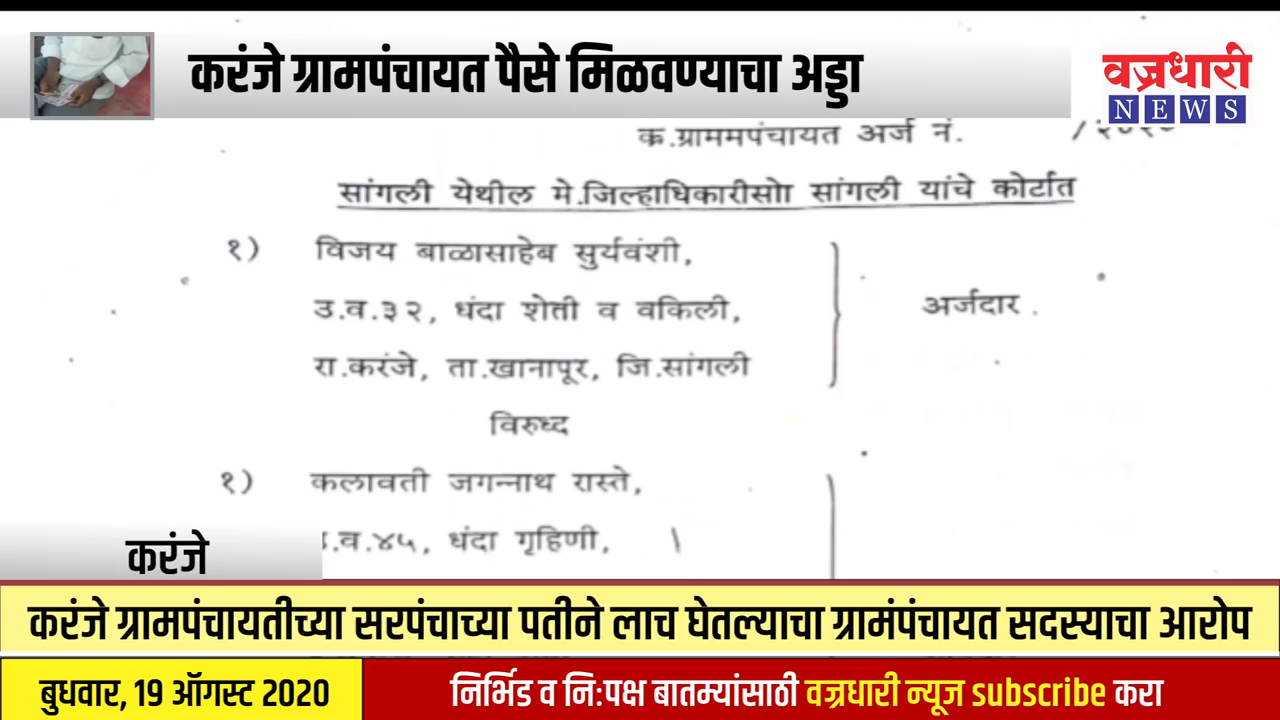 करंजे ग्रामपंचायत पैसे मिळवण्याचा अड्डा
वज्रधारी
NEWS
क.ग्राममपंचायत अर्ज नं.
सांगली येथील मे.जिल्हाधिकारीसाो सांगली यांचे कोर्टात
१) विजय बाळासाहेब सुर्यवंशी,
उ.व.३२, धंदा शेती व वकिली,
अर्जदार .
रा.करंजे, ता.खानापूर, जि.सांगली
विरुध्द
१) कलावती जगन्नाथ रास्ते,
.व.४५, धंदा गृहिणी,
करंजे
करंजे ग्रामपंचायतीच्या सरपंचाच्या पतीने लाच घेतल्याचा ग्रामंपंचायत सदस्याचा आरोप
बुधवार, 19 ऑगस्ट 2020
निर्भिड व नि:पक्ष बातम्यांसाठी वज्रधारी न्यूज subscribe करा